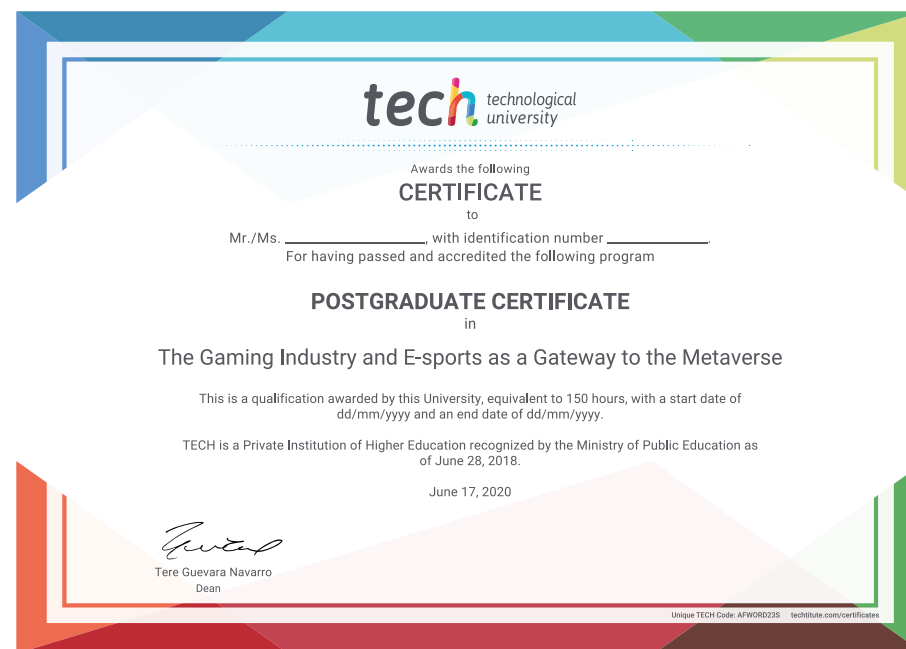 tech technological
university
Awards the following
CERTIFICATE
to
Mr./Ms. ____________________, with identification number ______________.
For having passed and accredited the following program
POSTGRADUATE CERTIFICATE
in
The Gaming Industry and E-sports as a Gateway to the Metaverse
This is a qualification awarded by this University, equivalent to 150 hours, with a start date of
dd/mm/yyyy and an end date of dd/mm/yyyy.
TECH is a Private Institution of Higher Education recognized by the Ministry of Public Education as
of June 28, 2018.
June 17, 2020
Tere Guevara Navarro
Dean
Unique TECH Code: AFWORD23S techtitute.com/certificates